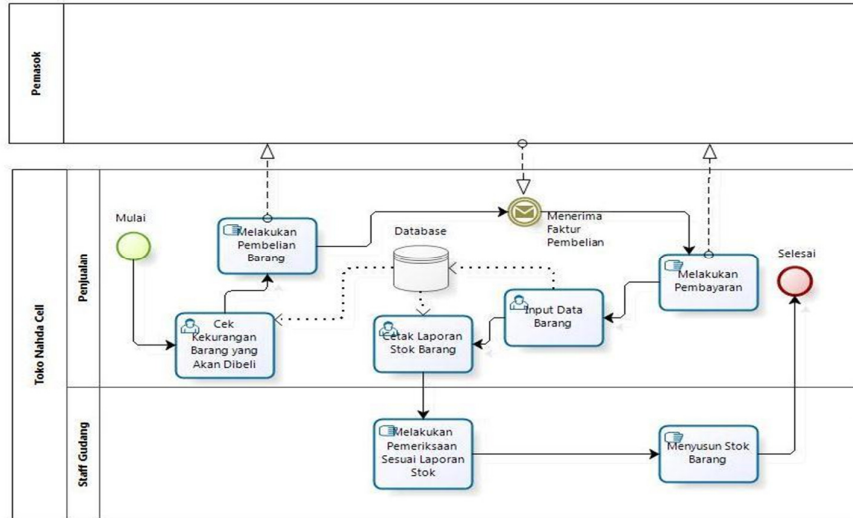 Pemasok
Toko Nahda Cell
Penjualan
Staff Gudang
Mulai
Melakukan
Pembelian
Barang
Cek
Kekurangan
Barang yang
Akan Dibeli
Database
Menerima
Faktur
Pembelian
Melakukan
Pembayaran
Selesai
Input Data
Barang
Cetak Laporan
Stok Barang
Melakukan
Pemeriksaan
Sesuai Laporan
Stok
Menyusun Stok
Barang